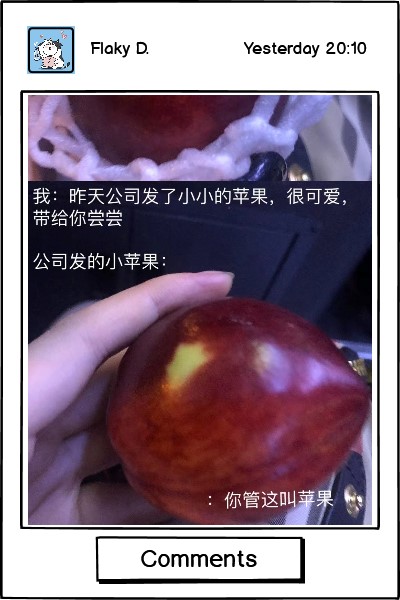 Flaky D.
Yesterday 20:10
我：昨天公司发了小小的苹果，很可爱，
带给你尝尝
公司发的小苹果：
：你管这叫苹果
Comments